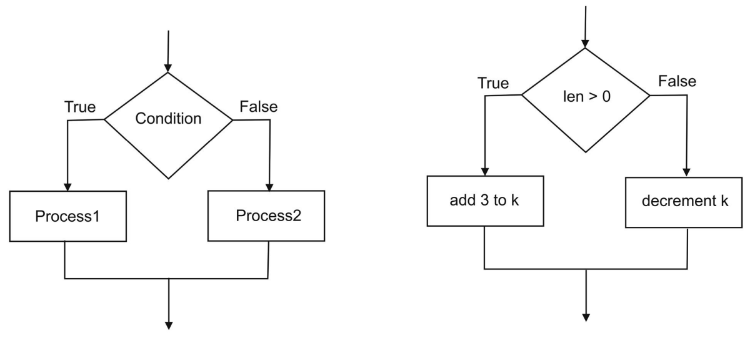 True
Condition
False
Process1
Process2
True
len > 0
False
add 3 to k
decrement k